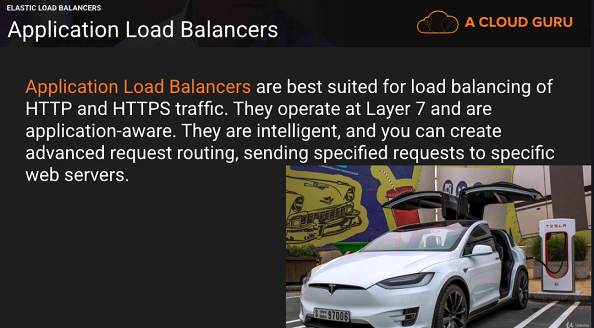 ELASTIC LOAD BALANCERS
Application Load Balancers
A CLOUD GURU
Application Load Balancers are best suited for load balancing of
HTTP and HTTPS traffic. They operate at Layer 7 and are
application-aware. They are intelligent, and you can create
advanced request routing, sending specified requests to specific
web servers.
TESLA
97006
Udemy